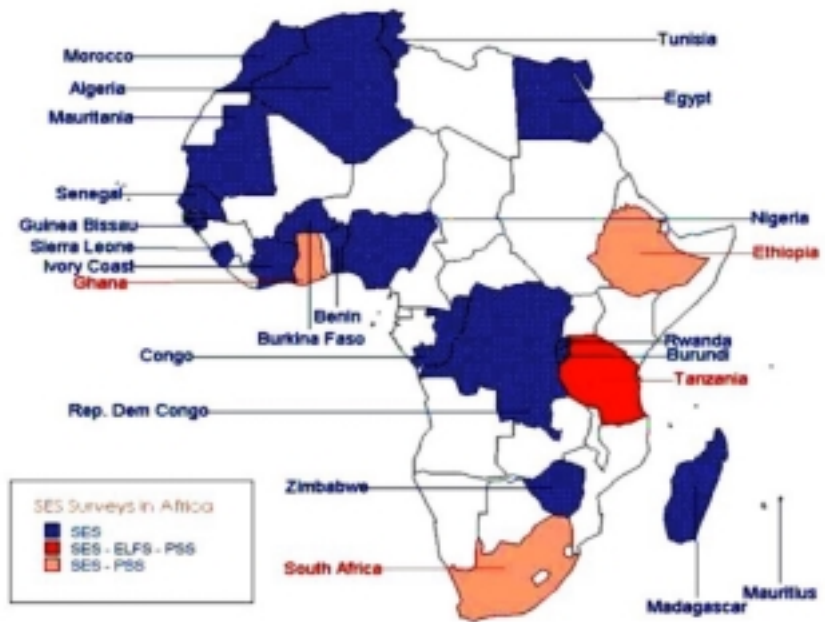 Tunisia
Morocco
Algeria
Egypt
Mauritania
Senegal
Guinea Bissau
Nigeria
Sierra Leone
Ethiopia
Ivory Coast
Ghana
Benin
Burkina Faso
Rwanda
Congo
Burundi
Tanzania
Rep. Dem Congo
Zimbabwe
SES Surveys in Africa
SES
SES - ELFS - PSS
SES - PSS
South Africa
Mauritius
Madagascar